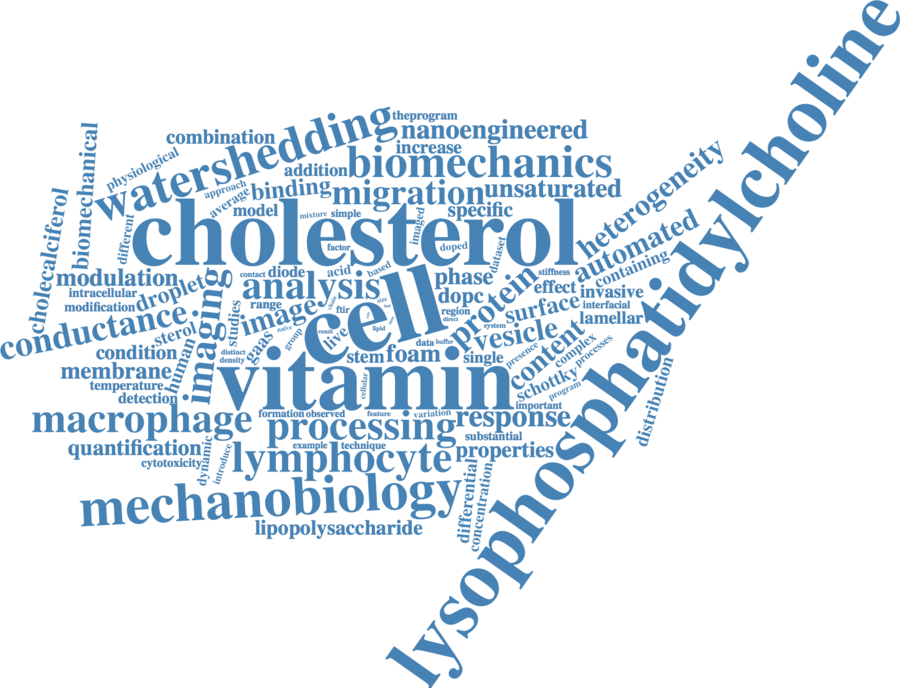 lysophosphatidylcholine
theprogram
watershedding
nanoengineered
combination
increase
biomechanical
physiological
addition
biomechanics
unsaturated
approach
binding
migration
heterogeneity
average
cholecalciferol
different
model
mixture
simple
imaged
specific
cholesterol
factor
doped
dataset
automated
containing
modulation
contact
diode
acid
based
phase
stiffness
effect
invasive
intracellular
droplet
analysis
cell
protein
dopc
surface
interfacial
modification
imaging
range
ftir
region
lamellar
conductance
sterol
studies
image
naive
direct
system
vesicle
gaas
group
result
live
lipid
data
buffer
content
complex
processes
condition
human
distinct
density
stem
foam
single
presence
schottky
program
membrane
vitamin
cellular
temperature
detection
important
distribution
macrophage
formation
observed
feature
variation
response
processing
substantial
quantification
dynamic
introduce
example
technique
properties
cytotoxicity
lymphocyte
differential
concentration
mechanobiology
lipopolysaccharide